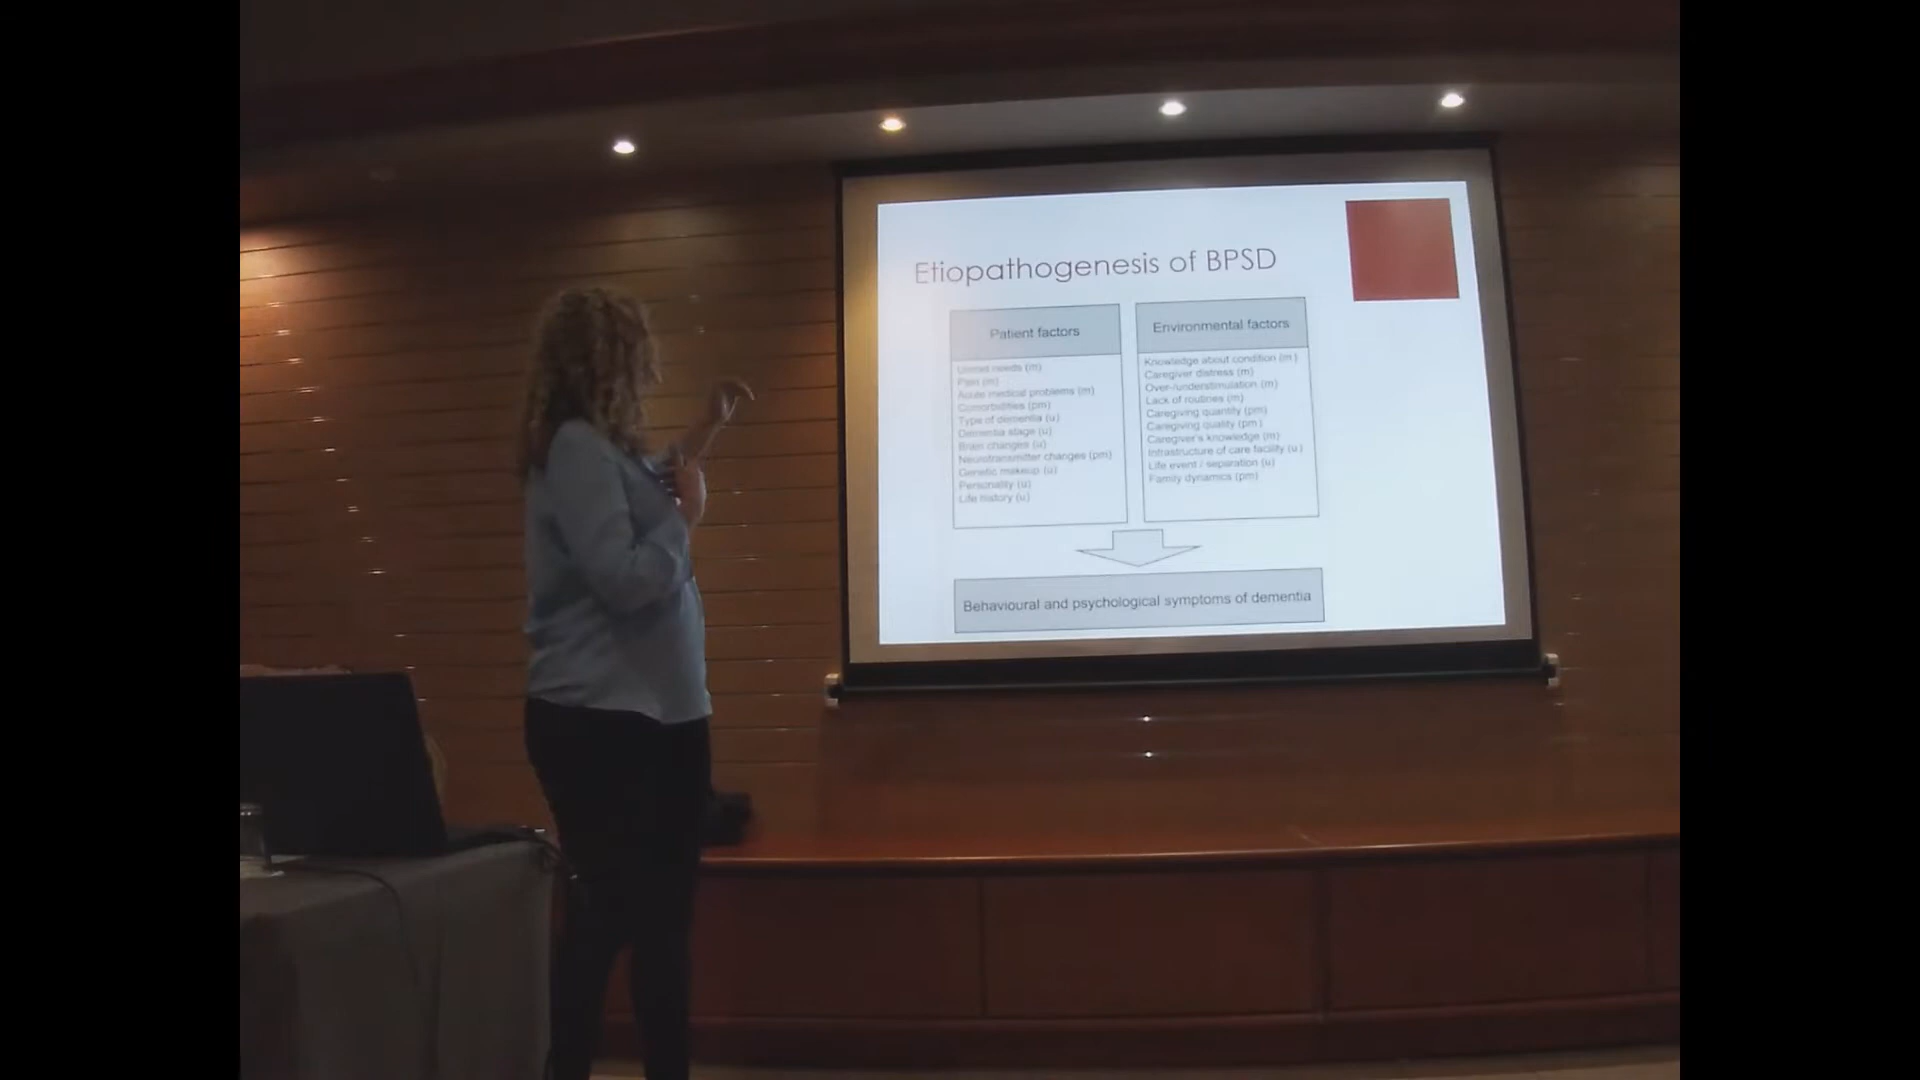 Etiopathogenesis of BPSD
Patient factors
Unmet needs (m)
Pain (m)
Acute medical problems (m)
Comorbidities (pm)
Type of dementia (u)
Dementia stage (u)
Brain changes (u)
Neurotransmitter changes (pm)
Genetic makeup (u)
Personality (u)
Life history (u)
Environmental factors
Knowledge about condition (m)
Caregiver distress (m)
Over-/understimulation (m)
Lack of routines (m)
Caregiving quantity (pm)
Caregiving quality (pm)
Caregiver's knowledge (m)
Infrastructure of care facility (u)
Life event / separation (u)
Family dynamics (pm)
Behavioural and psychological symptoms of dementia